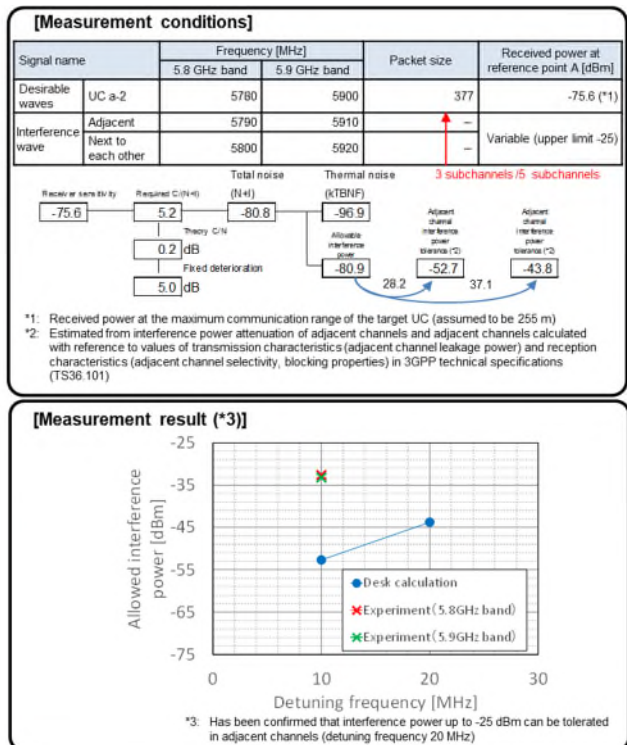 [Measurement conditions]
Signal name
Frequency [MHz]
Packet size
Received power at
reference point A [dBm]
5.8 GHz band
5.9 GHz band
Desirable
waves
UC a-2
5780
5900
377
-75.6 (*1)
Interference
wave
Adjacent
5790
5910
–
Variable (upper limit -25)
Next to
each other
5800
5920
–
3 subchannels /5 subchannels
Total noise
(N+I)
Thermal noise
(kTBNF)
Receiver sensitivity
Required C/(N+I)
-75.6
5.2
-80.8
-96.9
Theory C/N
0.2 dB
Fixed deterioration
5.0 dB
Allowable
interference
power
-80.9
Adjacent
channel
interference
power
tolerance (*2)
-52.7
Adjacent
channel
interference
power
tolerance (*2)
-43.8
28.2
37.1
*1: Received power at the maximum communication range of the target UC (assumed to be 255 m)
*2: Estimated from interference power attenuation of adjacent channels and adjacent channels calculated
with reference to values of transmission characteristics (adjacent channel leakage power) and reception
characteristics (adjacent channel selectivity, blocking properties) in 3GPP technical specifications
(TS36.101)
[Measurement result (*3)]
Allowed interference
power [dBm]
-25
-35
-45
-55
-65
-75
Desk calculation
Experiment (5.8GHz band)
Experiment (5.9GHz band)
0
10
20
30
Detuning frequency [MHz]
*3: Has been confirmed that interference power up to -25 dBm can be tolerated
in adjacent channels (detuning frequency 20 MHz)